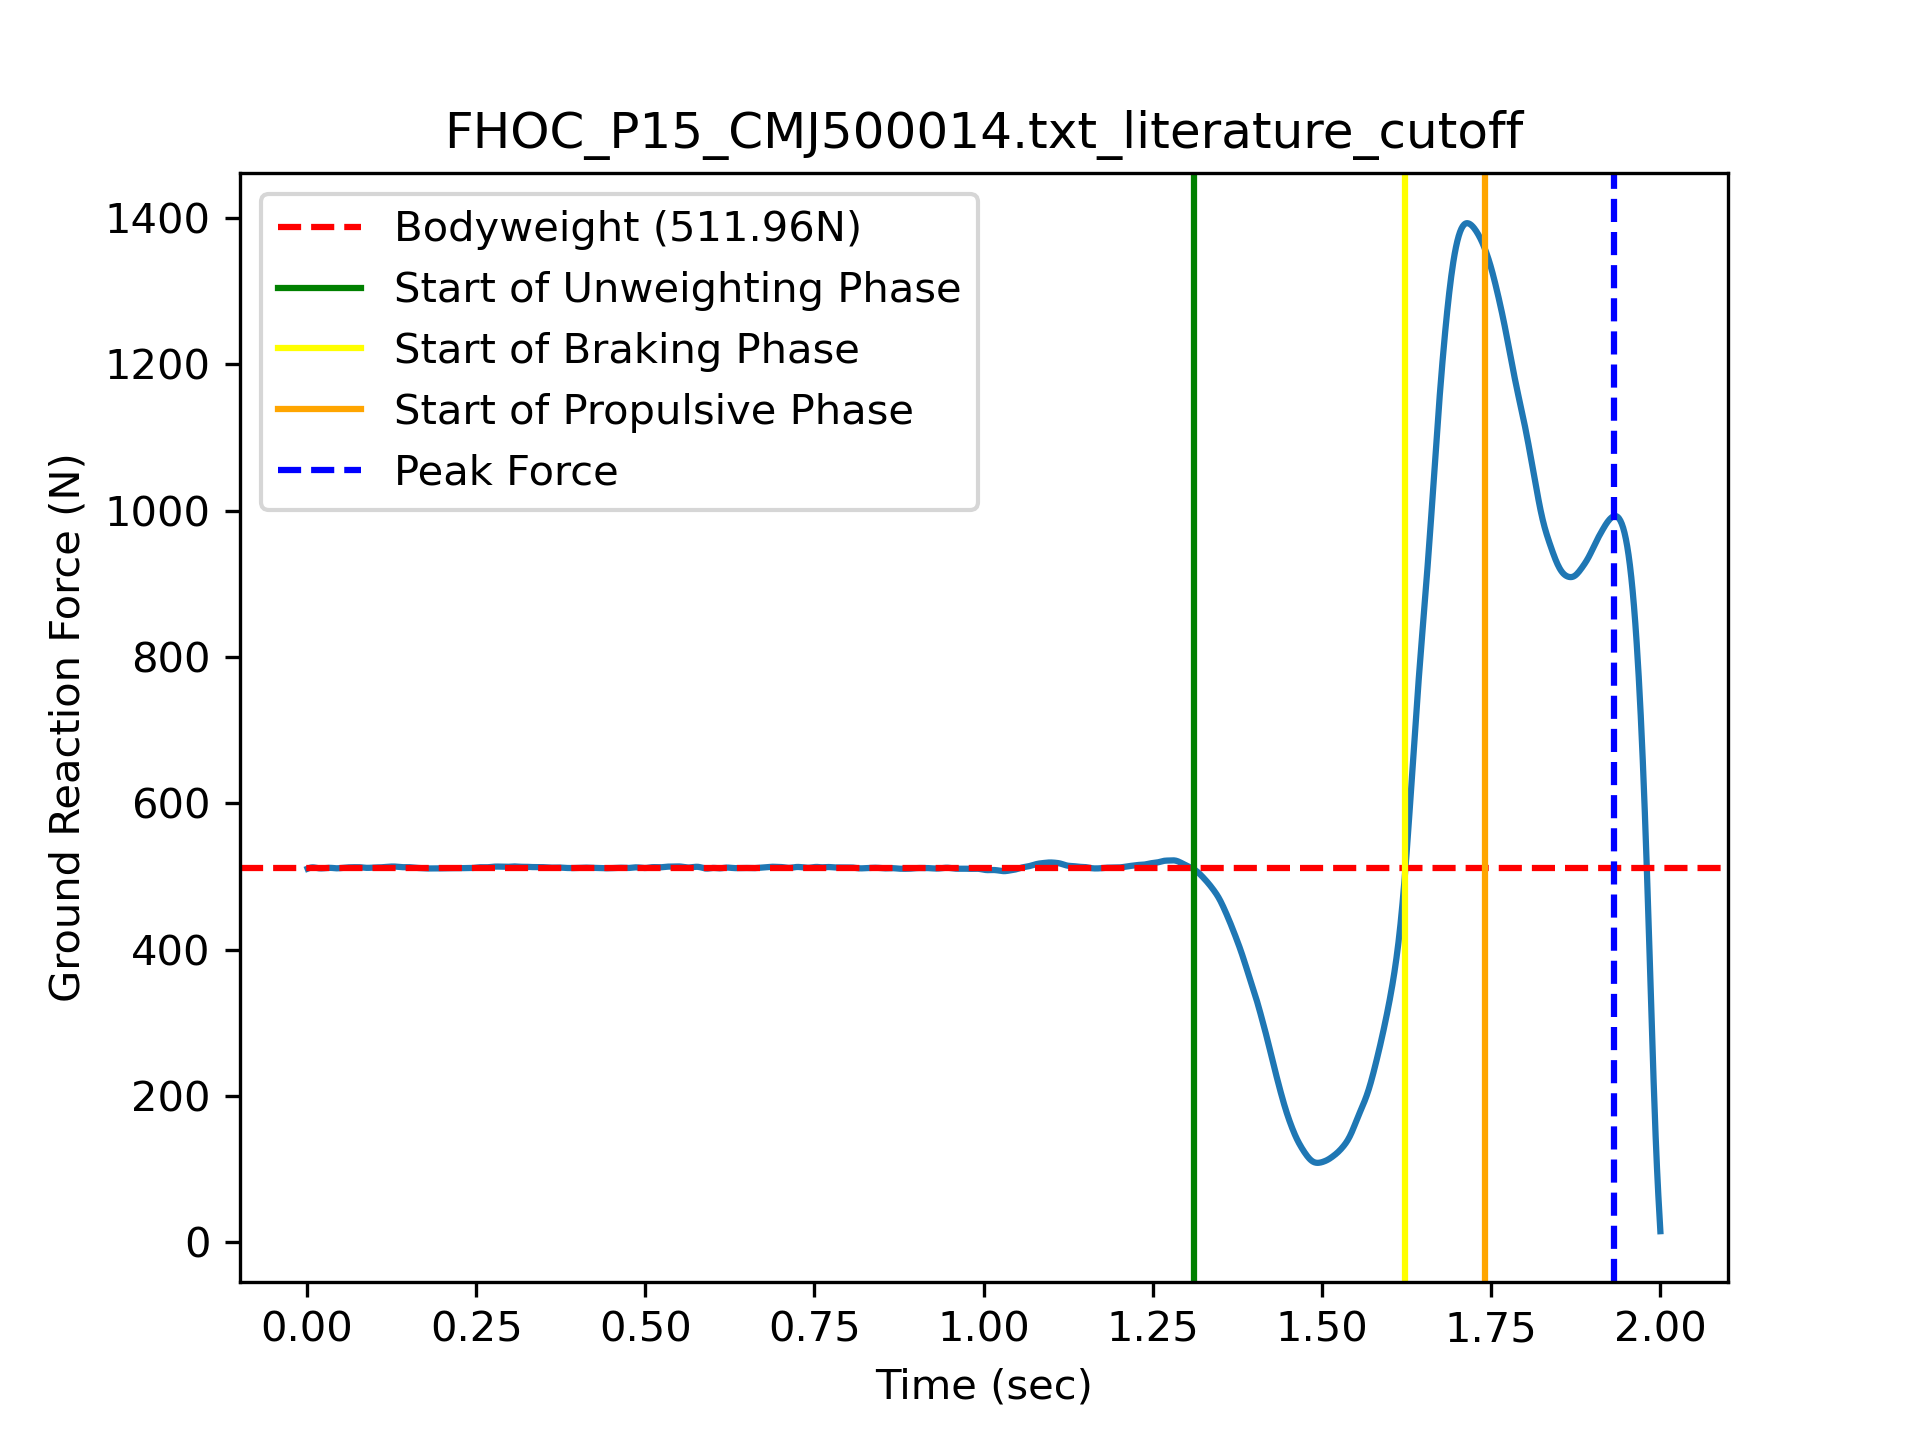 FHOC_P15_CMJ500014.txt_literature_cutoff
Bodyweight (511.96N)
Start of Unweighting Phase
Start of Braking Phase
Start of Propulsive Phase
Peak Force
Ground Reaction Force (N)
1400
1200
1000
800
600
400
200
0
0.00 0.25 0.50 0.75 1.00 1.25 1.50 1.75 2.00
Time (sec)